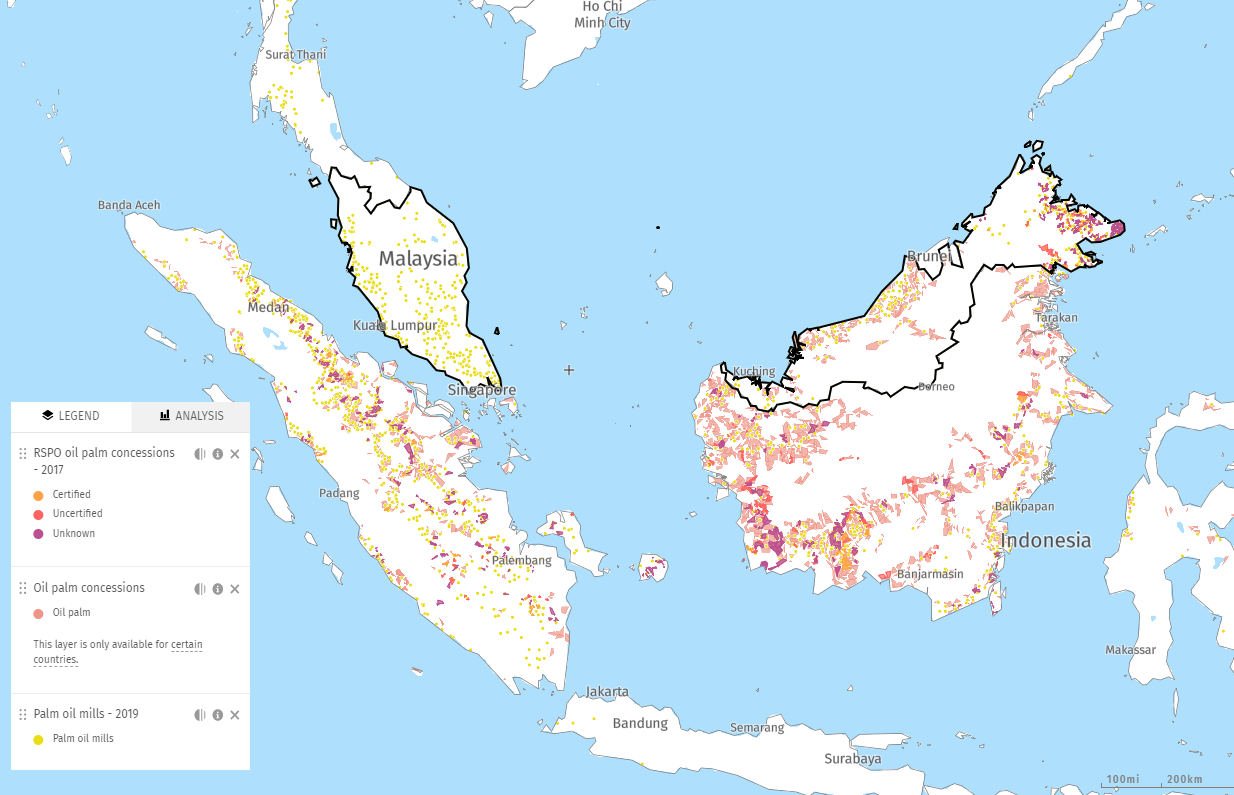 Ho Chi
Minh City
Surat Thani
Banda Aceh
Malaysia
Brunei
Medan
Tarakan
Kuala Lumpur
Kuching
Singapore
Borneo
LEGEND
ANALYSIS
RSPO oil palm concessions
- 2017
Certified
Uncertified
Unknown
Padang
Balikpapan
Indonesia
Palembang
Banjarmasin
Oil palm concessions
Oil palm
This layer is only available for certain
countries.
Makassar
Jakarta
Palm oil mills - 2019
Palm oil mills
Bandung
Semarang
Surabaya
100mi
200km